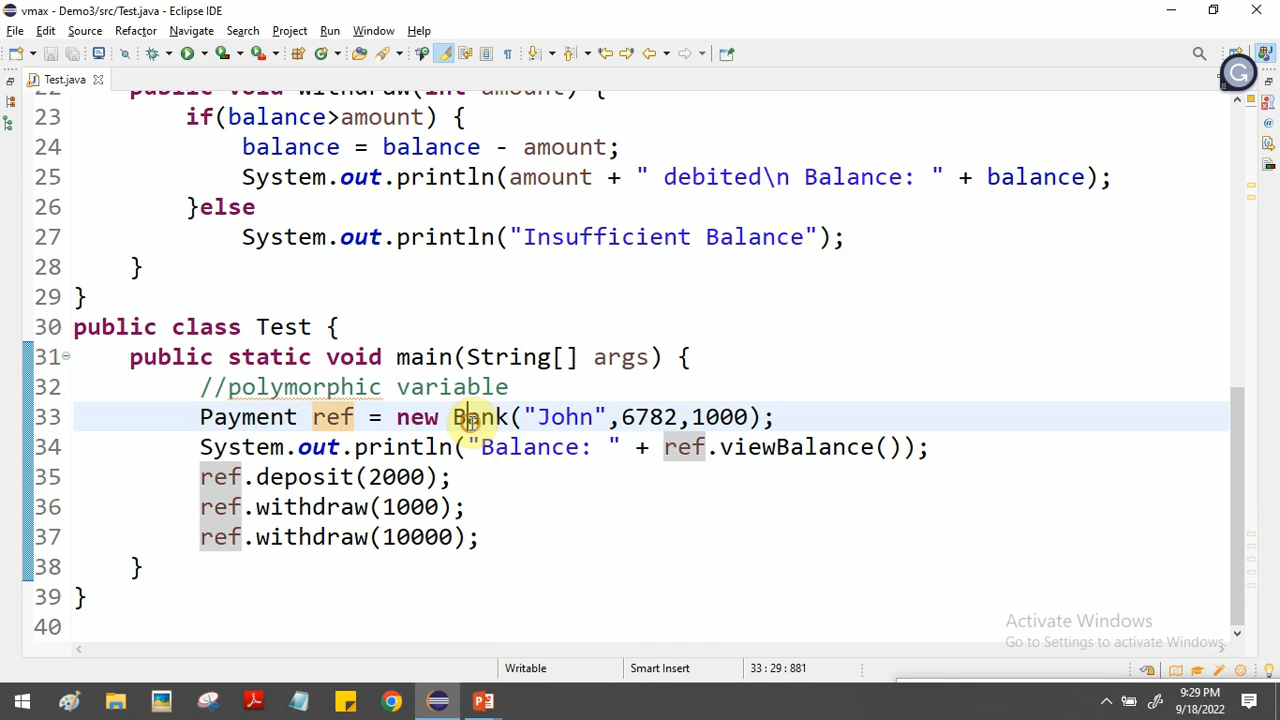 vmax - Demo3/src/Test.java - Eclipse IDE
File Edit Source Refactor Navigate Search Project Run Window Help
Test.java
G
public void withdraw(int amount) {
23 if(balance>amount) {
24 balance = balance - amount;
25 System.out.println(amount + " debited\n Balance: " + balance);
26 }else
27 System.out.println("Insufficient Balance");
28 }
29 }
30 public class Test {
31 public static void main(String[] args) {
32 //polymorphic variable
33 Payment ref = new Bank("John",6782,1000);
34 System.out.println("Balance: " + ref.viewBalance());
35 ref.deposit(2000);
36 ref.withdraw(1000);
37 ref.withdraw(10000);
38 }
39 }
40
Activate Windows
Go to Settings to activate Windows.
Writable Smart Insert 33 : 29 : 881
9:29 PM
9/18/2022